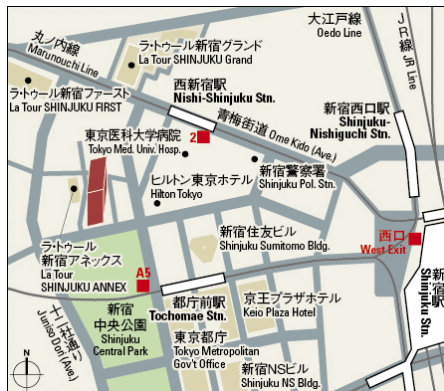 丸ノ内線
Marunouchi Line
ラ・トゥール新宿グランド
La Tour SHINJUKU Grand
大江戸線
Oedo Line
JR線 JR Line
ラ・トゥール新宿ファースト
La Tour SHINJUKU FIRST
西新宿駅
Nishi-Shinjuku Stn.
新宿西口駅
Shinjuku-
Nishiguchi Stn.
青梅街道 Ome Kido (Ave.)
東京医科大学病院
Tokyo Med. Univ. Hosp.
2
新宿警察署
Shinjuku Pol. Stn.
ヒルトン東京ホテル
Hilton Tokyo
新宿住友ビル
Shinjuku Sumitomo Bldg.
西口
West Exit
ラ・トゥール
新宿アネックス
La Tour
SHINJUKU ANNEX
A5
新宿駅
Shinjuku Stn.
都庁前駅
Tochomae Stn.
京王プラザホテル
Keio Plaza Hotel
十二社通り
Juniso Dori (Ave.)
新宿
中央公園
Shinjuku
Central Park
東京都庁
Tokyo Metropolitan
Gov't Office
新宿NSビル
Shinjuku NS Bldg.
N